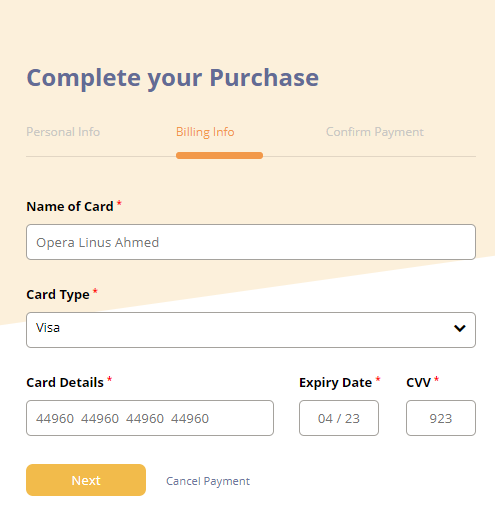 Complete your Purchase
Personal Info Billing Info Confirm Payment
Name of Card *
Opera Linus Ahmed
Card Type *
Visa
Card Details * Expiry Date * CVV *
44960 44960 44960 44960 04 / 23 923
Next Cancel Payment